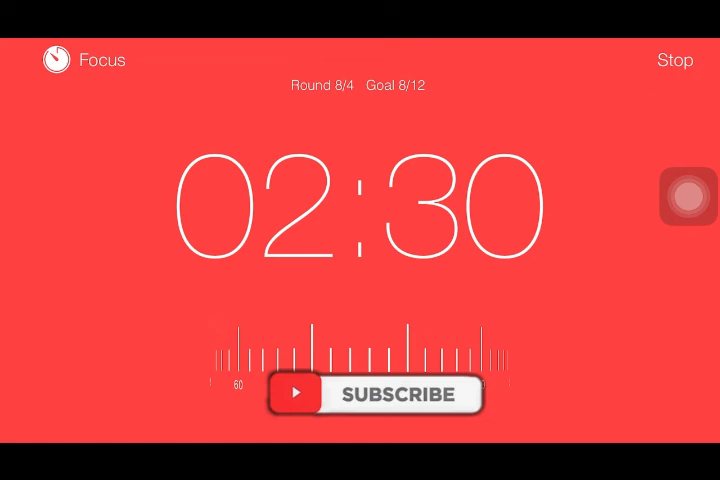 Focus
Stop
Round 8/4 Goal 8/12
02:30
60
SUBSCRIBE